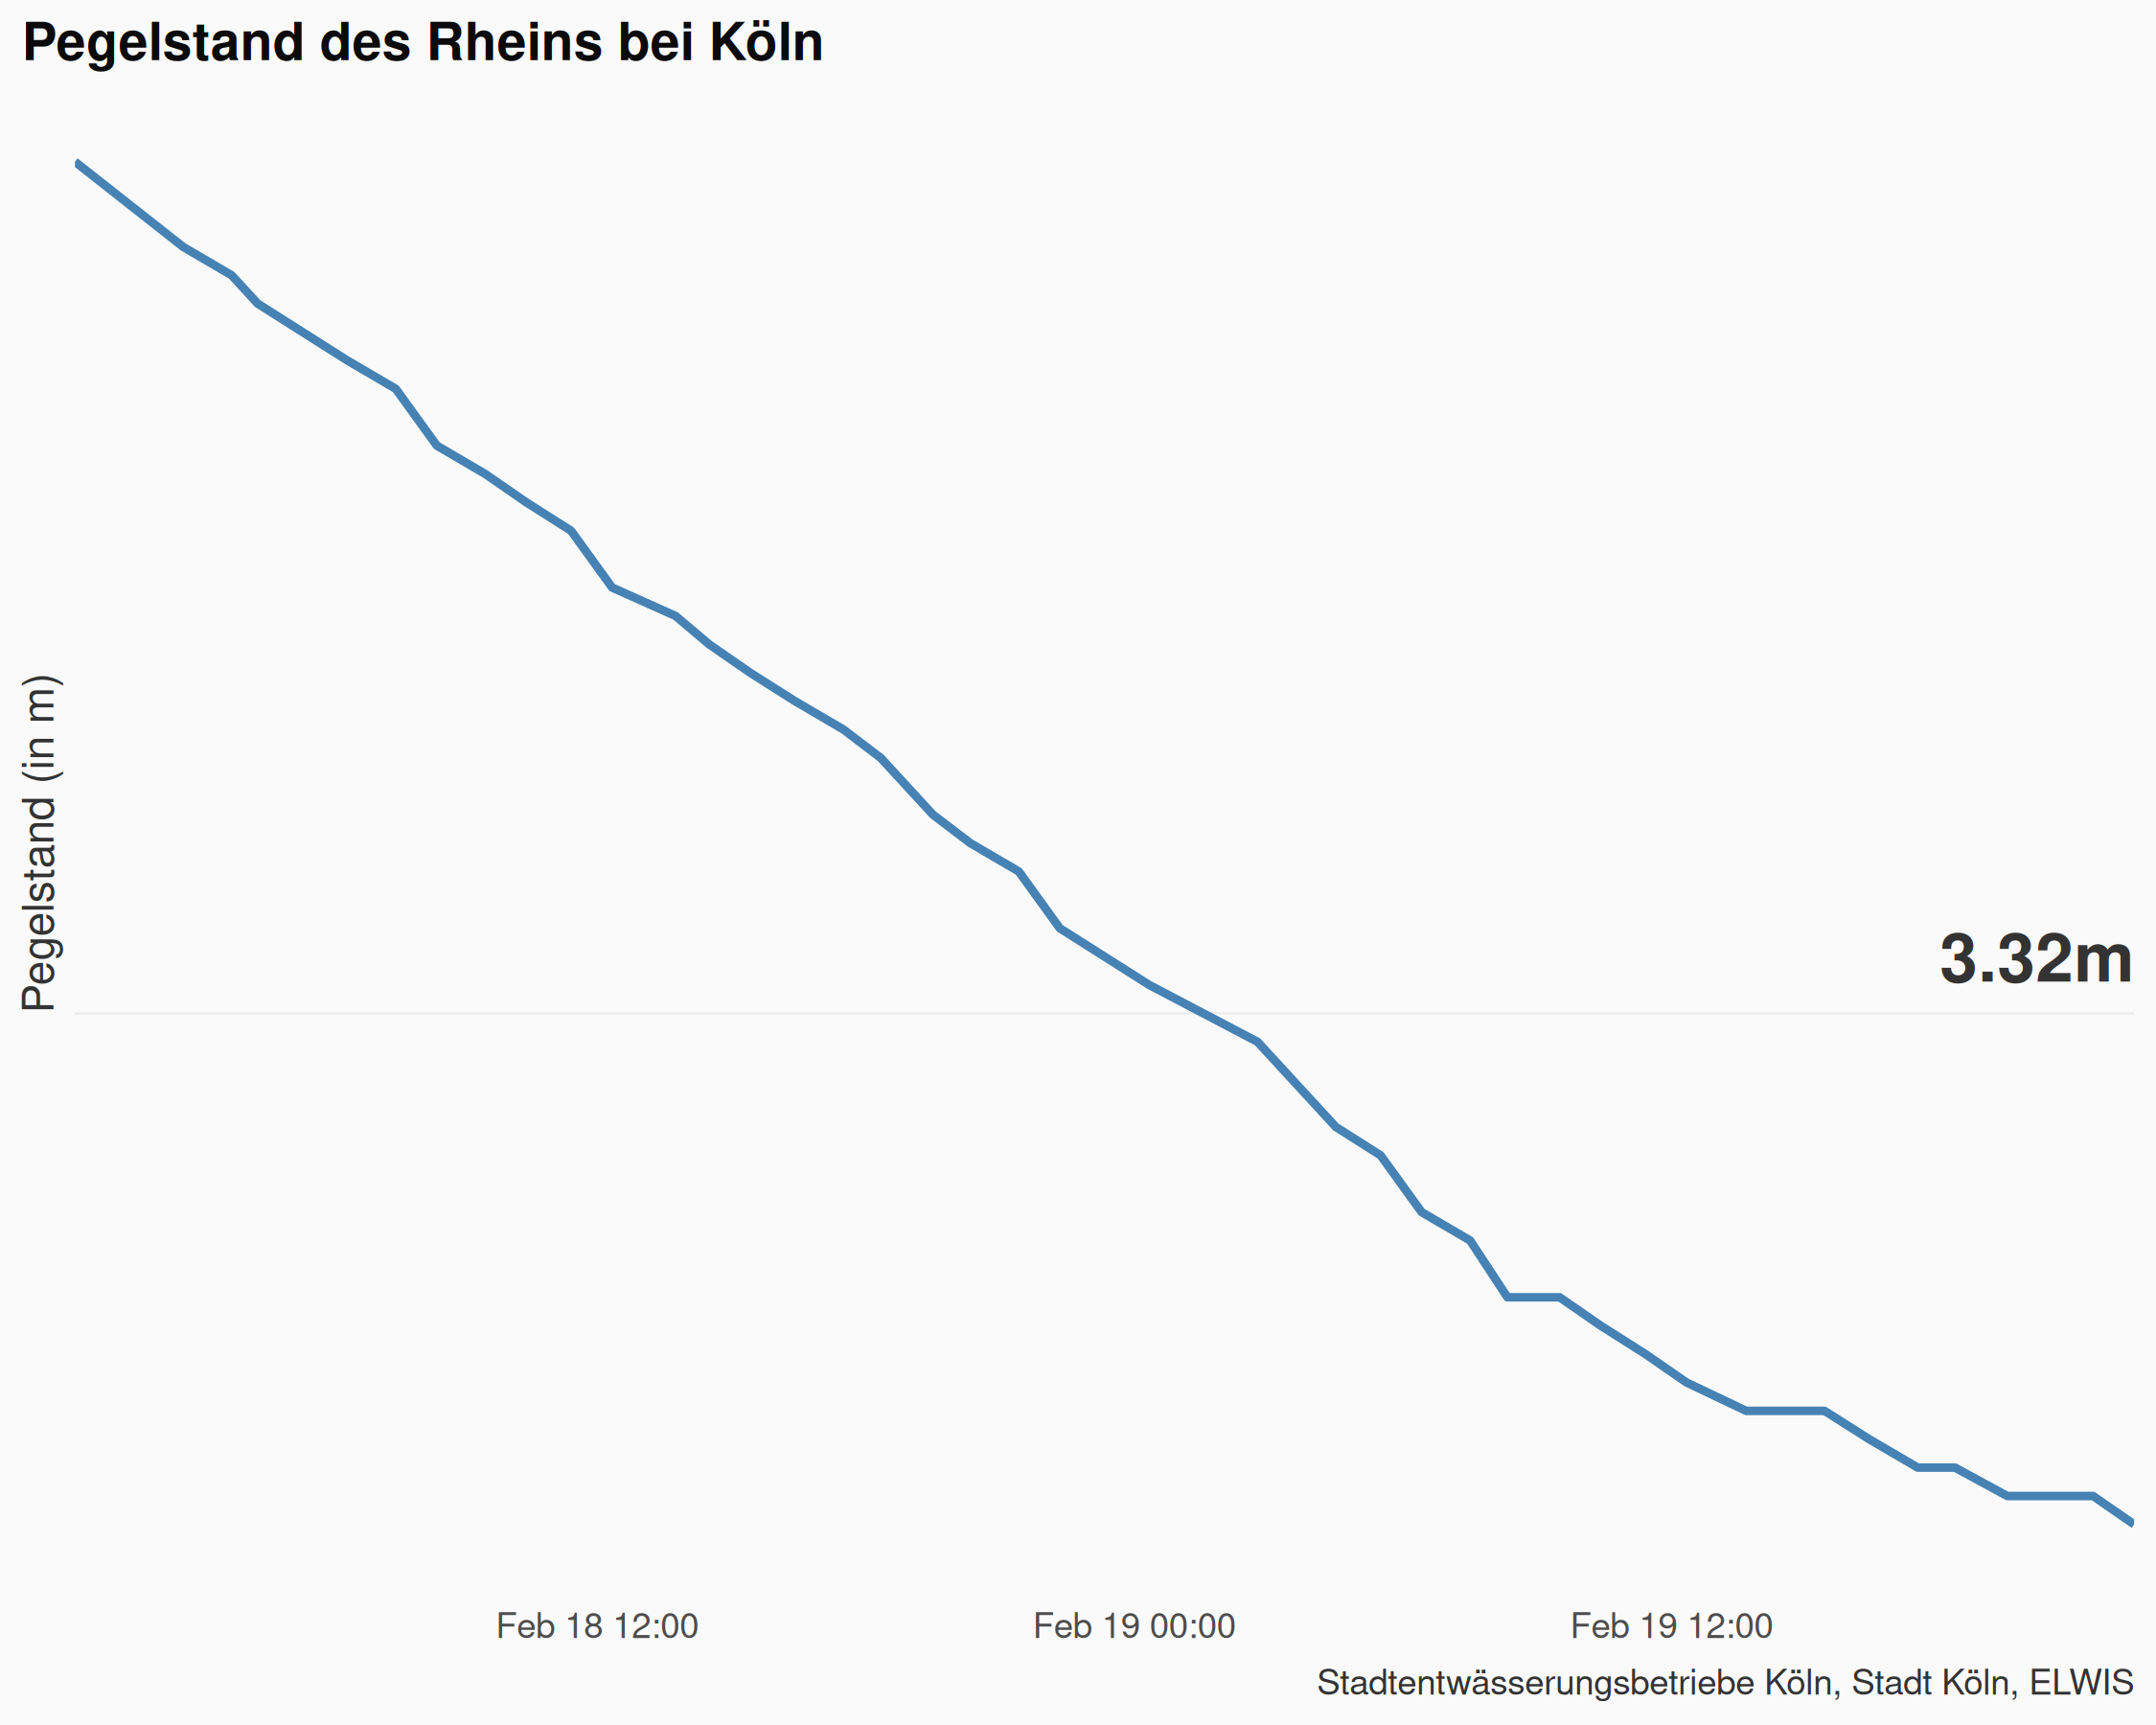 Pegelstand des Rheins bei Köln
Pegelstand (in m)
3.32m
Feb 18 12:00
Feb 19 00:00
Feb 19 12:00
Stadtentwässerungsbetriebe Köln, Stadt Köln, ELWIS